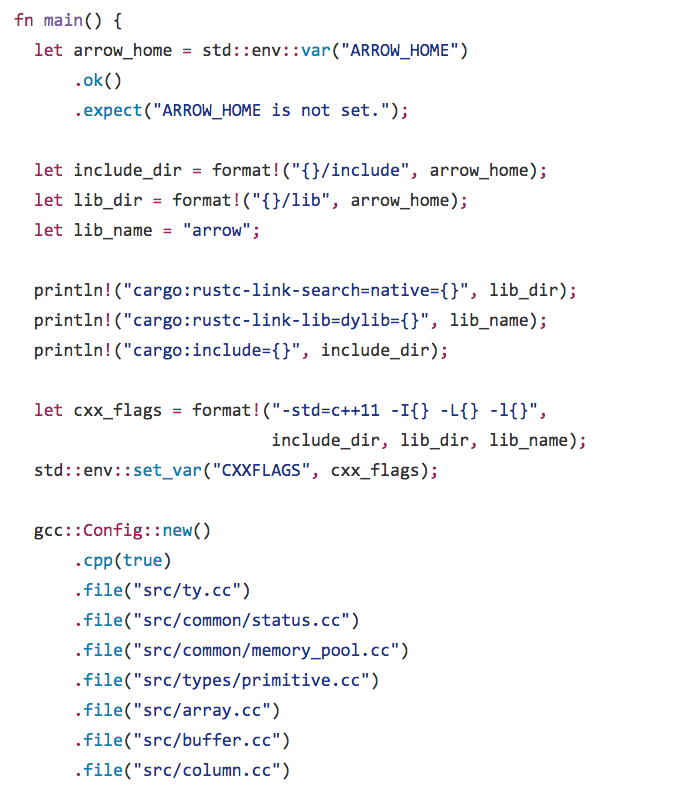 fn main() {
  let arrow_home = std::env::var("ARROW_HOME")
      .ok()
      .expect("ARROW_HOME is not set.");

  let include_dir = format!("{}/include", arrow_home);
  let lib_dir = format!("{}/lib", arrow_home);
  let lib_name = "arrow";

  println!("cargo:rustc-link-search=native={}", lib_dir);
  println!("cargo:rustc-link-lib=dylib={}", lib_name);
  println!("cargo:include={}", include_dir);

  let cxx_flags = format!("-std=c++11 -I{} -L{} -l{}",
                          include_dir, lib_dir, lib_name);
  std::env::set_var("CXXFLAGS", cxx_flags);

  gcc::Config::new()
      .cpp(true)
      .file("src/ty.cc")
      .file("src/common/status.cc")
      .file("src/common/memory_pool.cc")
      .file("src/types/primitive.cc")
      .file("src/array.cc")
      .file("src/buffer.cc")
      .file("src/column.cc")